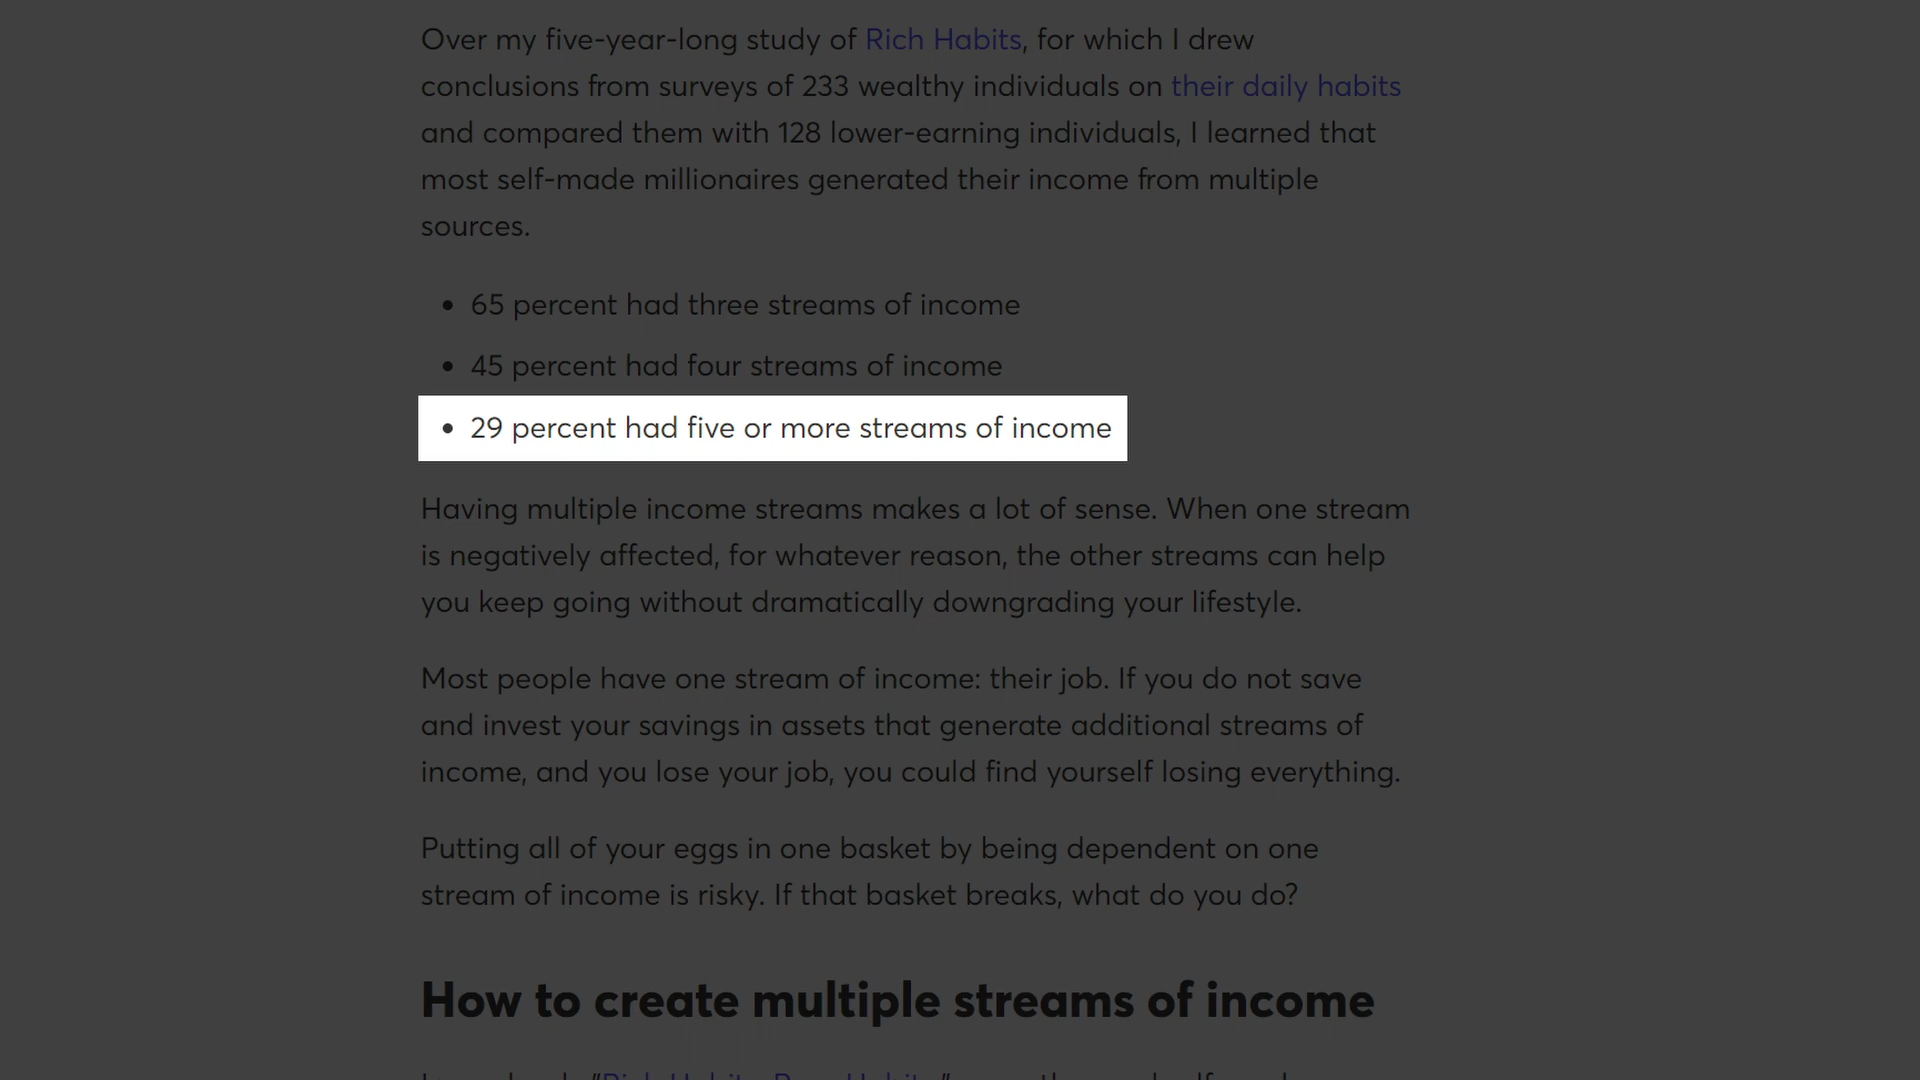 Over my five-year-long study of Rich Habits, for which I drew
conclusions from surveys of 233 wealthy individuals on their daily habits
and compared them with 128 lower-earning individuals, I learned that
most self-made millionaires generated their income from multiple
sources.
• 65 percent had three streams of income
• 45 percent had four streams of income
• 29 percent had five or more streams of income
Having multiple income streams makes a lot of sense. When one stream
is negatively affected, for whatever reason, the other streams can help
you keep going without dramatically downgrading your lifestyle.
Most people have one stream of income: their job. If you do not save
and invest your savings in assets that generate additional streams of
income, and you lose your job, you could find yourself losing everything.
Putting all of your eggs in one basket by being dependent on one
stream of income is risky. If that basket breaks, what do you do?
How to create multiple streams of income